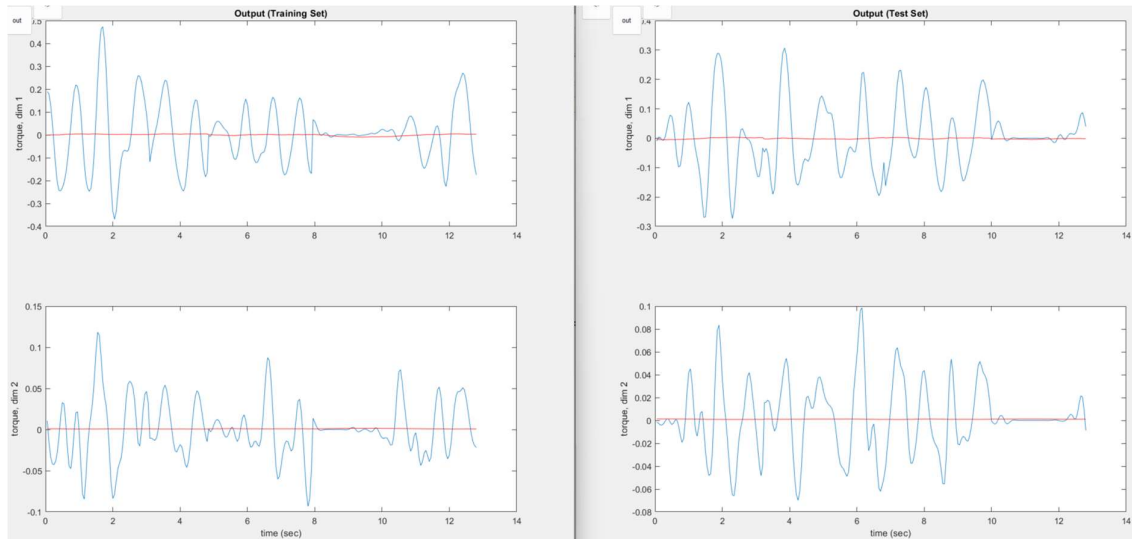 out
Output (Training Set)
0.5
0.4
0.3
0.2
0.1
0
-0.1
-0.2
-0.3
-0.4
torque, dim 1
0 2 4 6 8 10 12 14
0.15
0.1
0.05
0
-0.05
-0.1
torque, dim 2
0 2 4 6 8 10 12 14
time (sec)
out
Output (Test Set)
0.4
0.3
0.2
0.1
0
-0.1
-0.2
-0.3
torque, dim 1
0 2 4 6 8 10 12 14
0.1
0.08
0.06
0.04
0.02
0
-0.02
-0.04
-0.06
-0.08
torque, dim 2
0 2 4 6 8 10 12 14
time (sec)